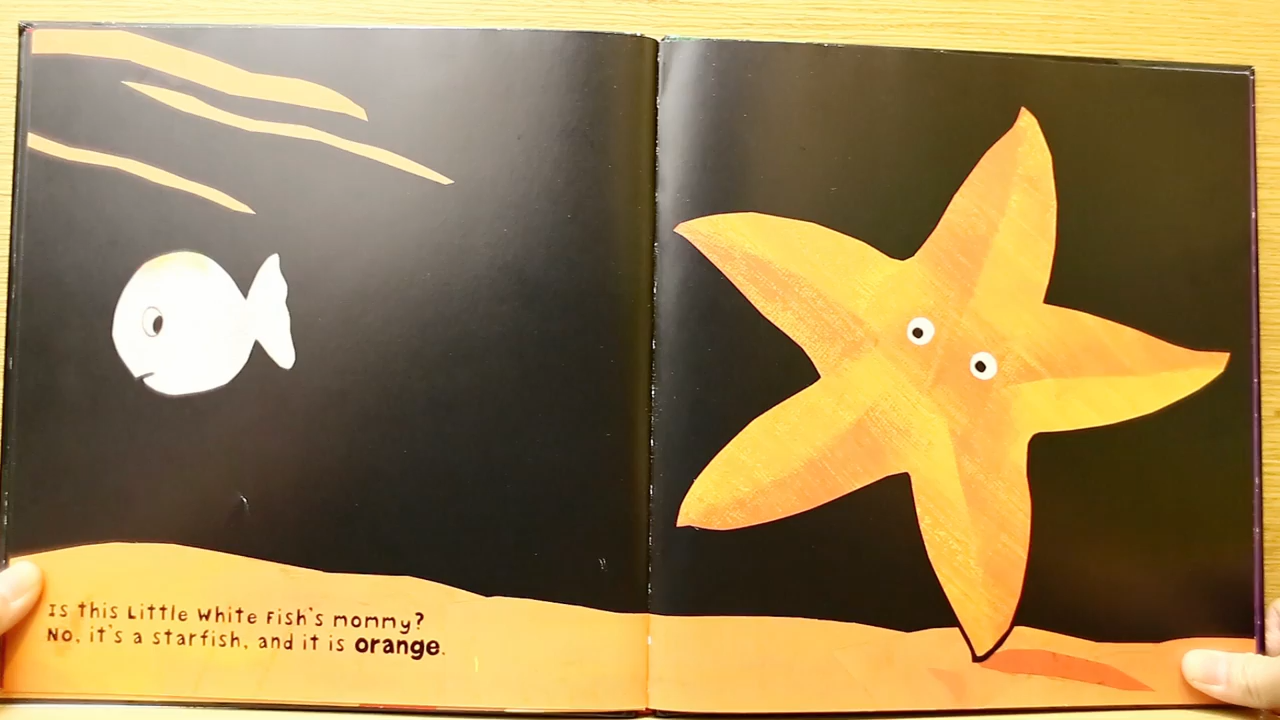 Is this Little White Fish's mommy?
No, it's a starfish, and it is orange.